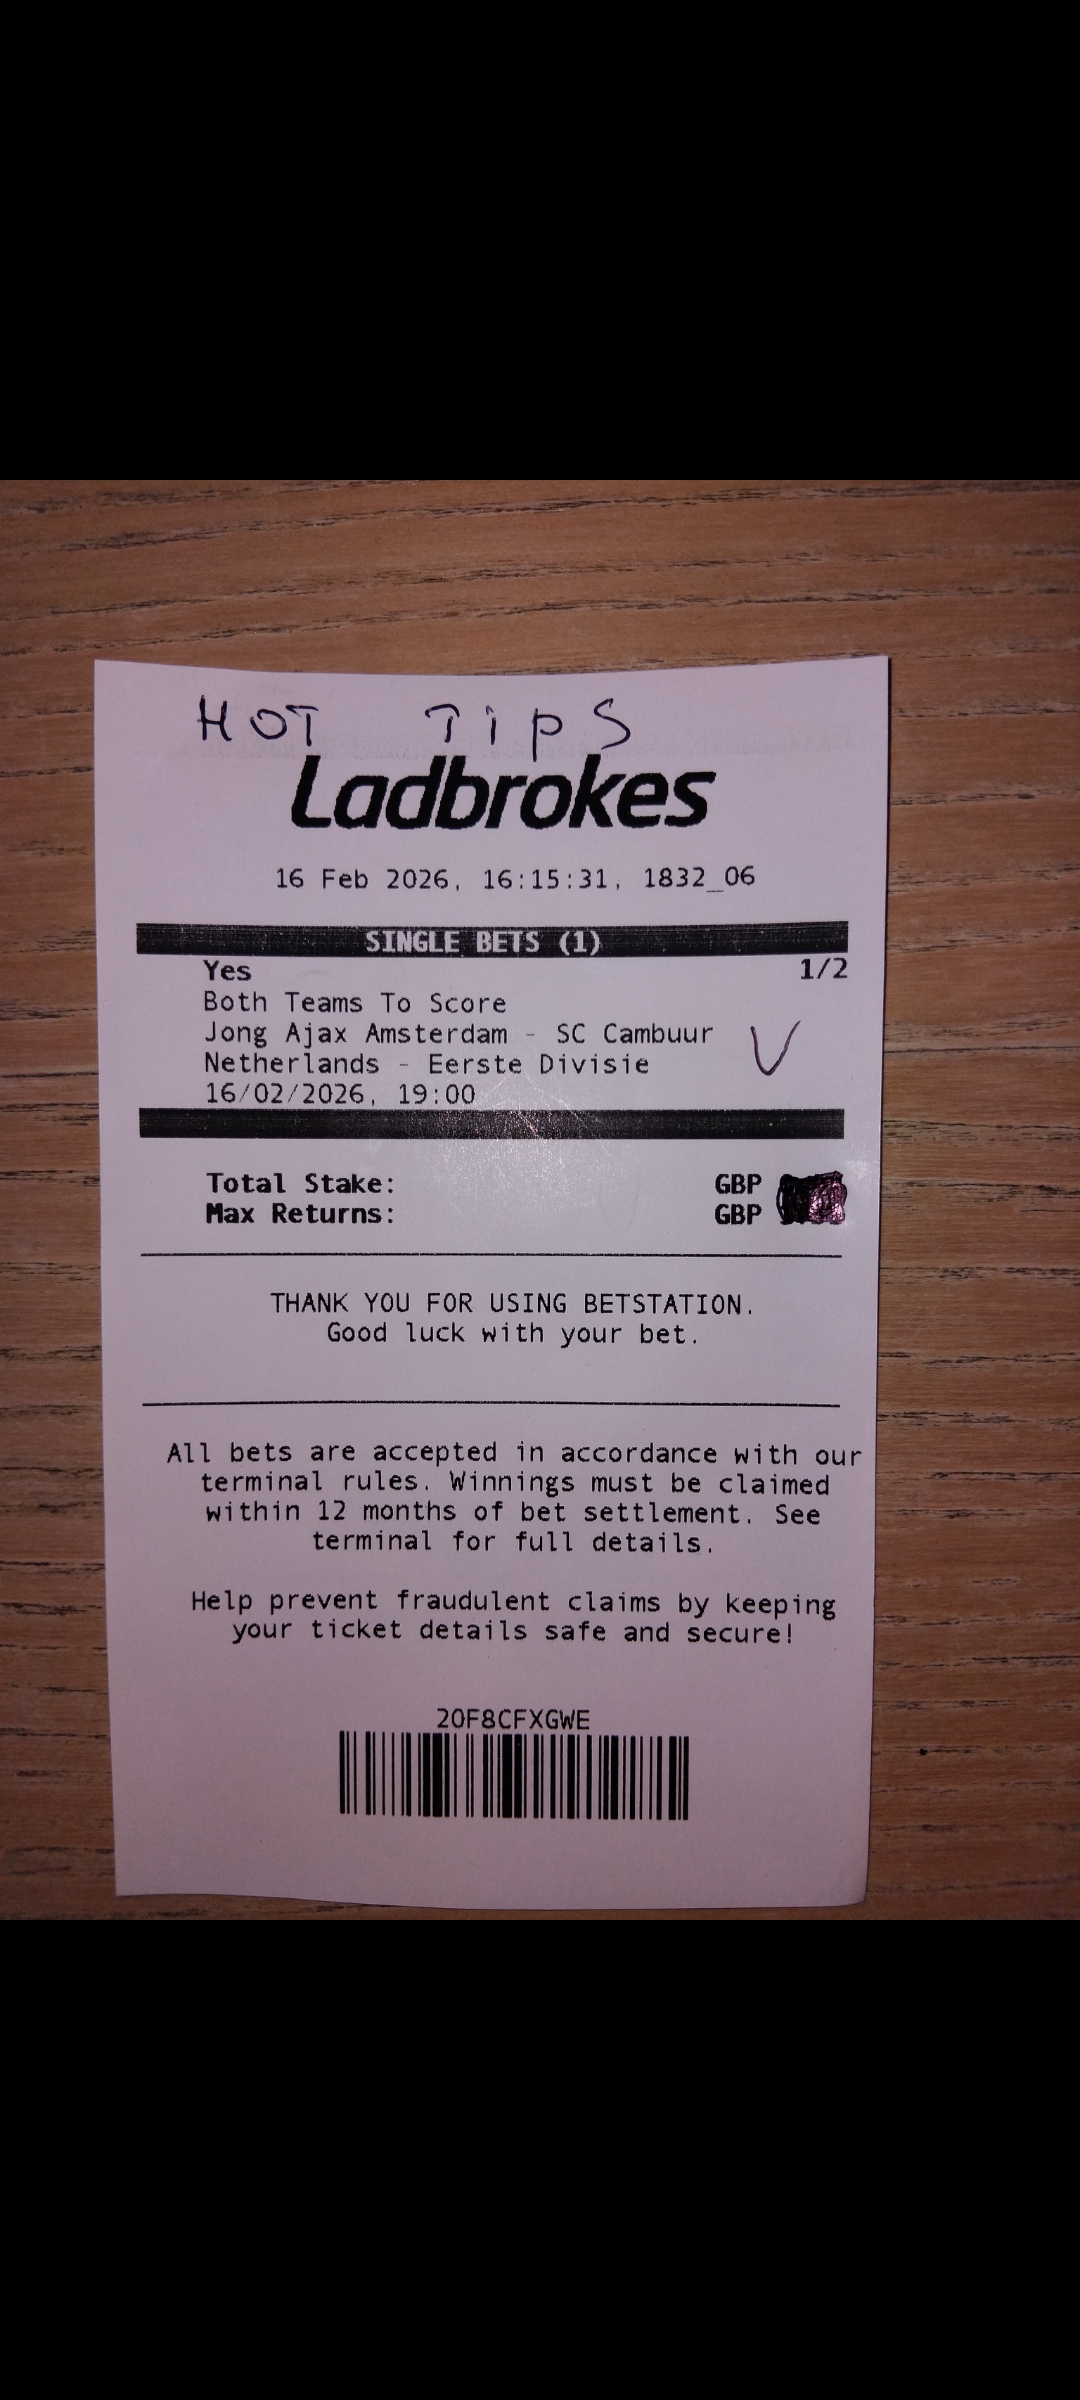 HOT TiPS
Ladbrokes
16 Feb 2026, 16:15:31, 1832_06
SINGLE BETS (1)
Yes 1/2
Both Teams To Score
Jong Ajax Amsterdam - SC Cambuur
Netherlands - Eerste Divisie
16/02/2026, 19:00
Total Stake: GBP
Max Returns: GBP
THANK YOU FOR USING BETSTATION.
Good luck with your bet.
All bets are accepted in accordance with our
terminal rules. Winnings must be claimed
within 12 months of bet settlement. See
terminal for full details.
Help prevent fraudulent claims by keeping
your ticket details safe and secure!
20F8CFXGWE